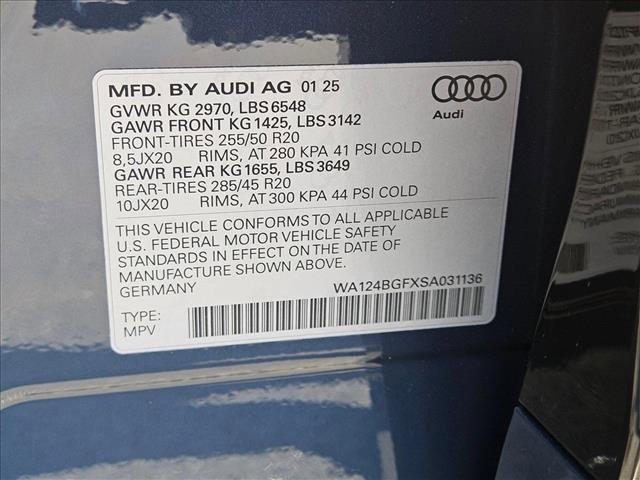 MFD. BY AUDI AG 01 25
GVWR KG 2970, LBS 6548
GAWR FRONT KG 1425, LBS 3142
FRONT-TIRES 255/50 R20
8,5JX20 RIMS, AT 280 KPA 41 PSI COLD
GAWR REAR KG 1655, LBS 3649
REAR-TIRES 285/45 R20
10JX20 RIMS, AT 300 KPA 44 PSI COLD
Audi
THIS VEHICLE CONFORMS TO ALL APPLICABLE
U.S. FEDERAL MOTOR VEHICLE SAFETY
STANDARDS IN EFFECT ON THE DATE OF
MANUFACTURE SHOWN ABOVE.
GERMANY
WA124BGFXSA031136
TYPE:
MPV